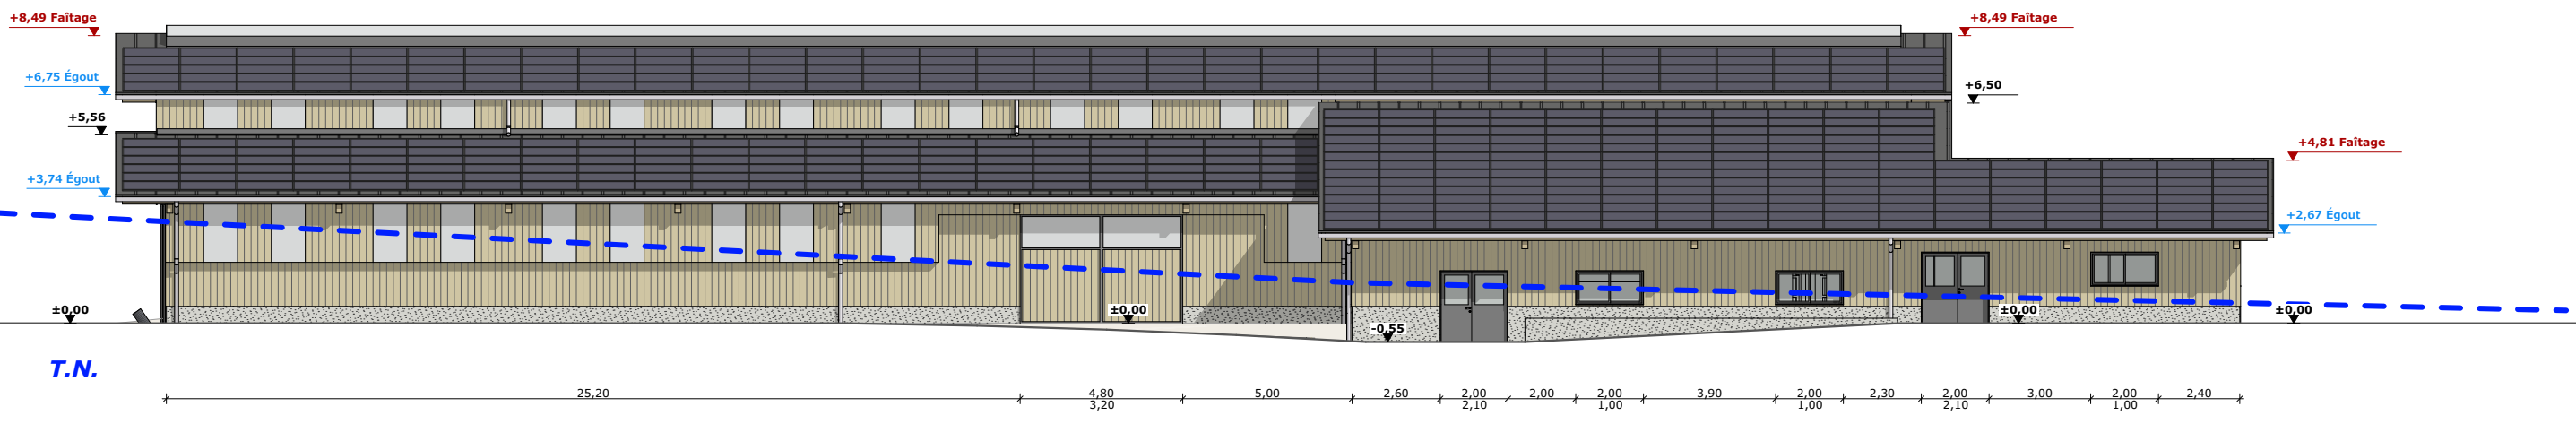 +8,49 Faîtage
+8,49 Faîtage
+6,75 Égout
+6,50
+5,56
+4,81 Faîtage
+3,74 Égout
+2,67 Égout
±0,00
±0,00
±0,00
±0,00
-0,55
T.N.
25,20 4,80 5,00 2,60 2,00 2,00 2,00 3,90 2,00 2,30 2,00 3,00 2,00 2,40
3,20 2,10 1,00 1,00 2,10 1,00